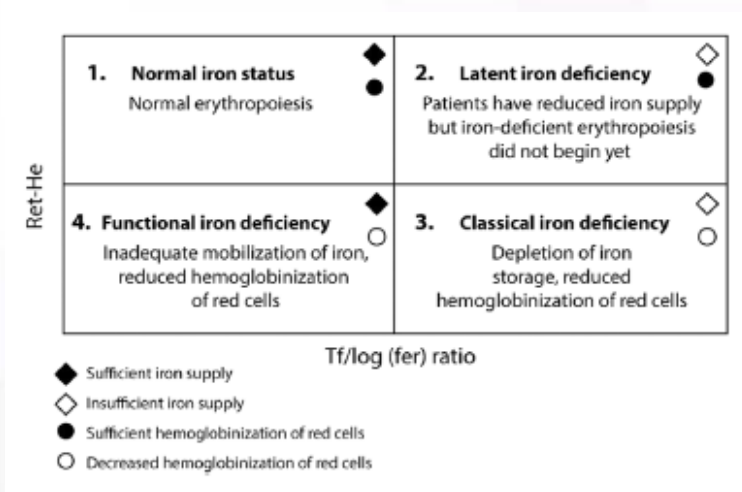 1. Normal iron status
Normal erythropoiesis
2. Latent iron deficiency
Patients have reduced iron supply
but iron-deficient erythropoiesis
did not begin yet
Ret-He
4. Functional iron deficiency
Inadequate mobilization of iron,
reduced hemoglobinization
of red cells
3. Classical iron deficiency
Depletion of iron
storage, reduced
hemoglobinization of red cells
Tf/log (fer) ratio
Sufficient iron supply
Insufficient iron supply
Sufficient hemoglobinization of red cells
Decreased hemoglobinization of red cells